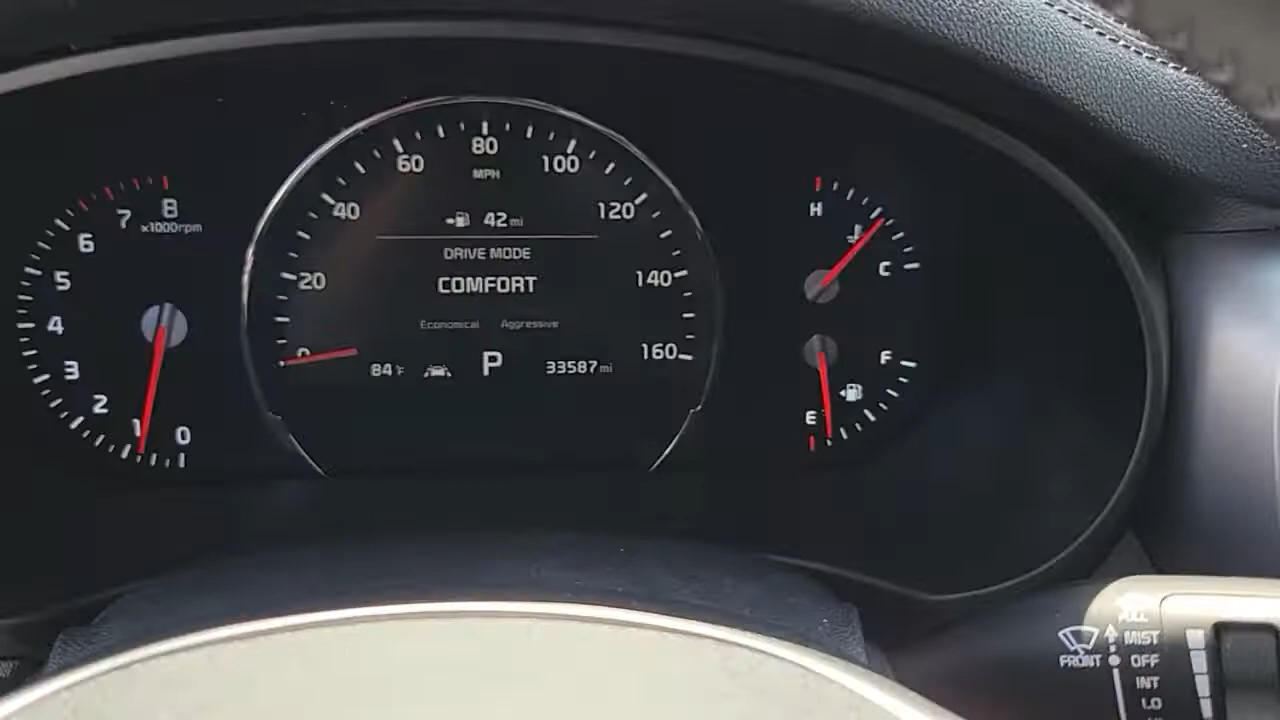 80
60
100
MPH
40
120
42 mi
DRIVE MODE
COMFORT
20
140
Economical Aggressive
0
160
84°F
P
33587 mi
8
7
x1000rpm
6
5
4
3
2
1
0
H
C
F
E
PULL
MIST
FRONT
OFF
INT
LO